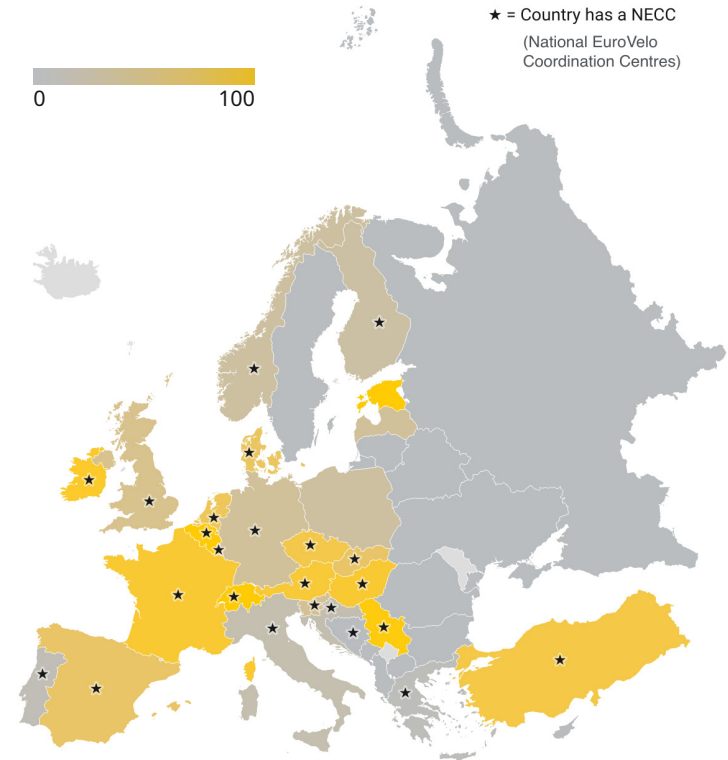 ★ = Country has a NECC
(National EuroVelo
Coordination Centres)
0 100